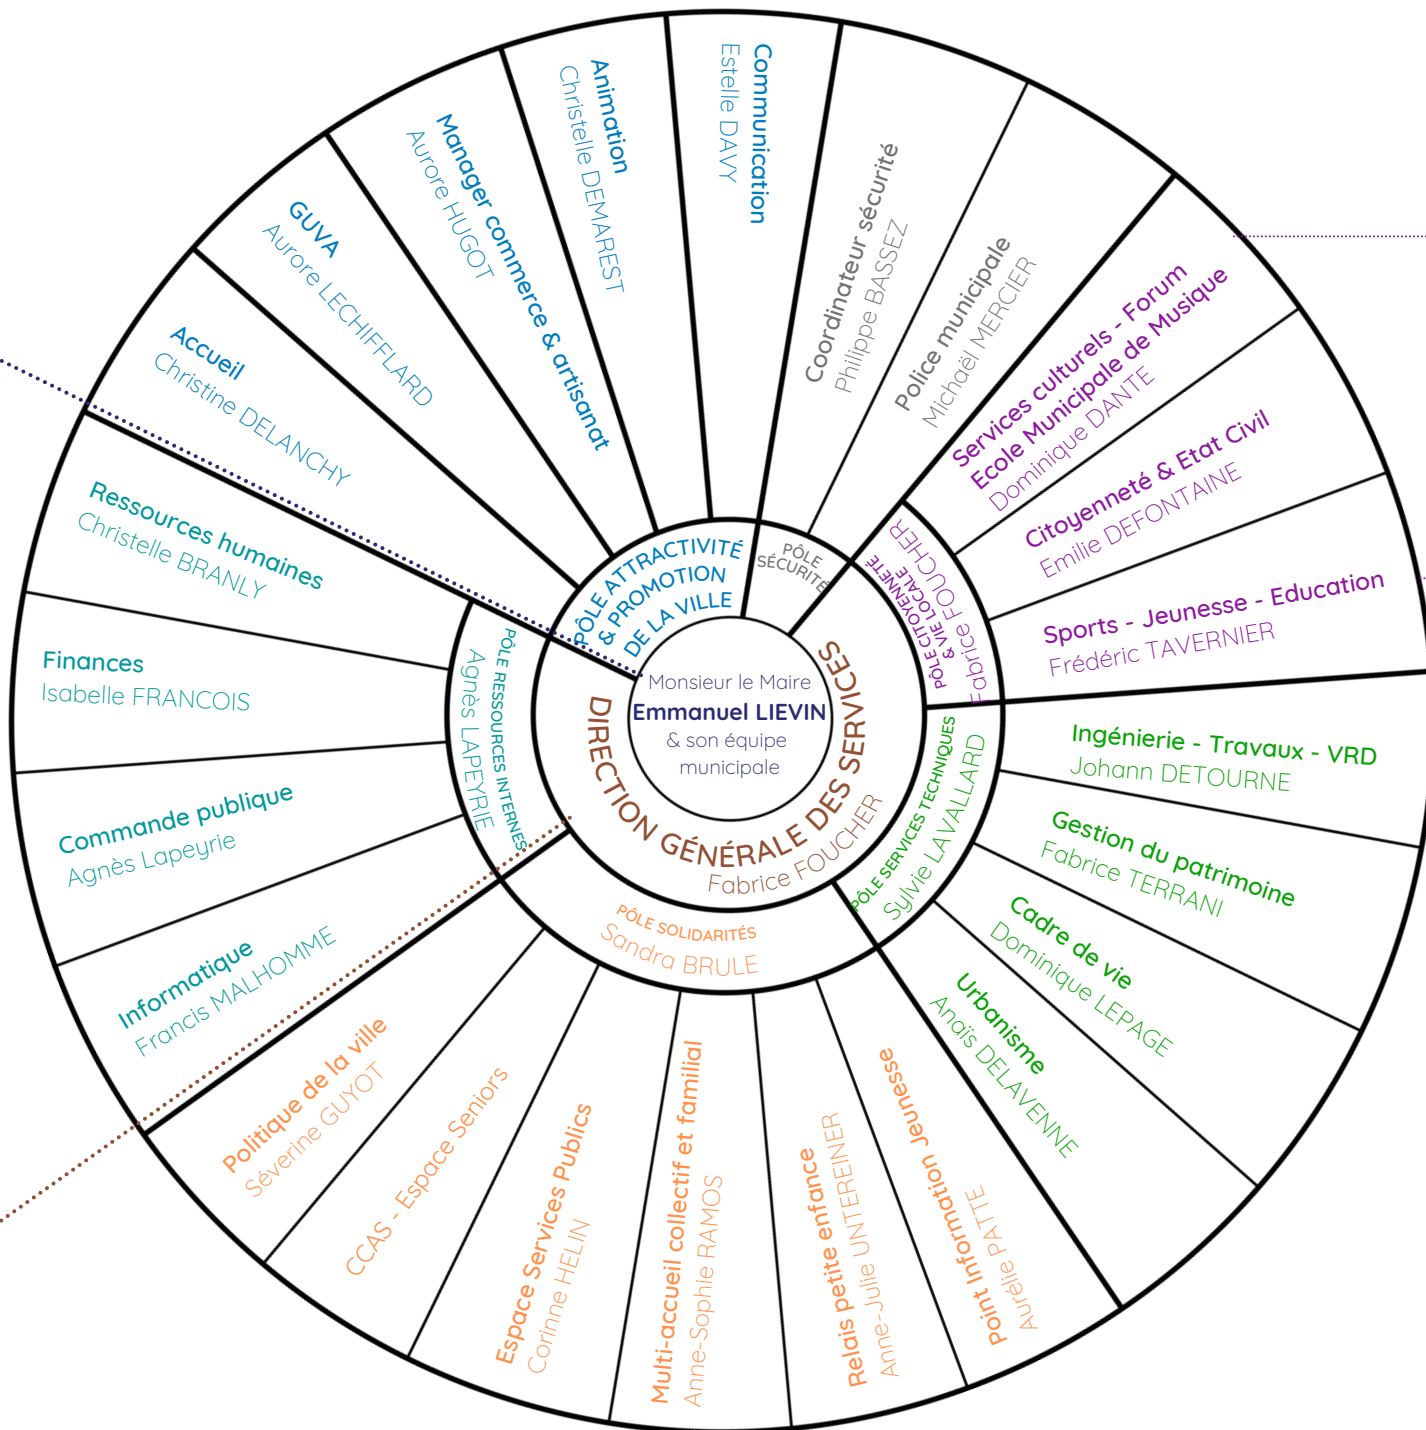 Monsieur le Maire
Emmanuel LIEVIN
& son équipe
municipale
DIRECTION GÉNÉRALE DES SERVICES
Fabrice FOUCHER
PÔLE ATTRACTIVITÉ
& PROMOTION
DE LA VILLE
Accueil
Christine DELANCHY
GUVA
Aurore LECHIFFLARD
Manager commerce & artisanat
Aurore HUGOT
Animation
Christelle DEMAREST
Communication
Estelle DAVY
PÔLE
SÉCURITÉ
Coordinateur sécurité
Philippe BASSEZ
Police municipale
Michaël MERCIER
PÔLE CITOYENNETÉ
& VIE LOCALE
Fabrice FOUCHER
Services culturels - Forum
Ecole Municipale de Musique
Dominique DANTE
Citoyenneté & Etat Civil
Emilie DEFONTAINE
Sports - Jeunesse - Education
Frédéric TAVERNIER
PÔLE SERVICES TECHNIQUES
Sylvie LAVALLARD
Ingénierie - Travaux - VRD
Johann DETOURNE
Gestion du patrimoine
Fabrice TERRANI
Cadre de vie
Dominique LEPAGE
Urbanisme
Anaïs DELAVENNE
PÔLE SOLIDARITÉS
Sandra BRULE
Point Information Jeunesse
Aurélie PATTE
Relais petite enfance
Anne-Julie UNTEREINER
Multi-accueil collectif et familial
Anne-Sophie RAMOS
Espace Services Publics
Corinne HELIN
CCAS - Espace Seniors
Politique de la ville
Séverine GUYOT
PÔLE RESSOURCES INTERNES
Agnès LAPEYRIE
Informatique
Francis MALHOMME
Commande publique
Agnès Lapeyrie
Finances
Isabelle FRANCOIS
Ressources humaines
Christelle BRANLY